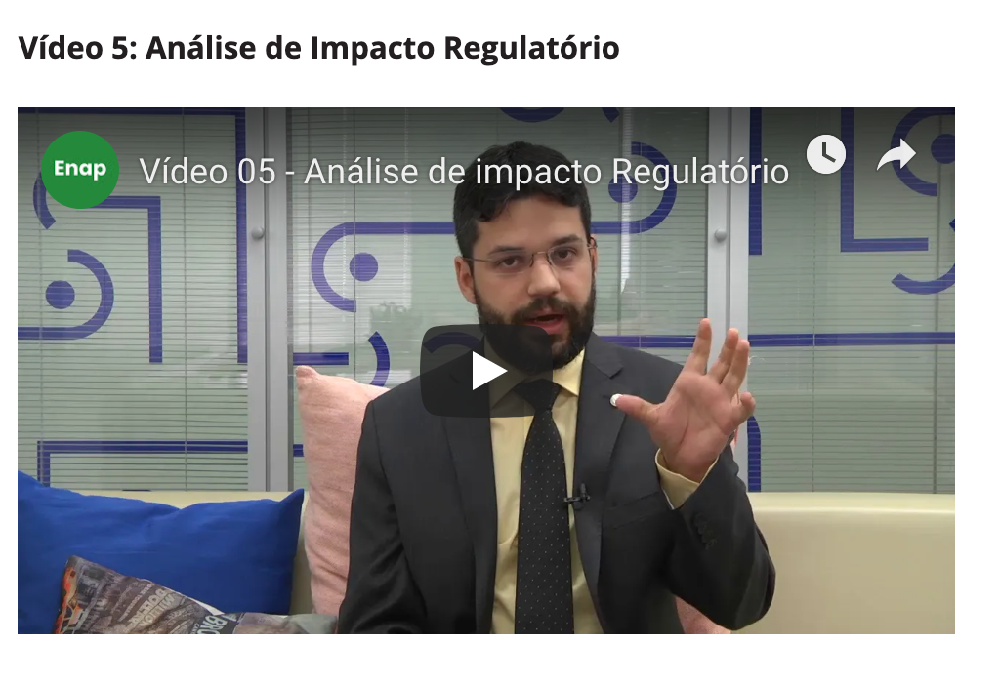 Vídeo 5: Análise de Impacto Regulatório
Enap
Vídeo 05 - Análise de impacto Regulatório